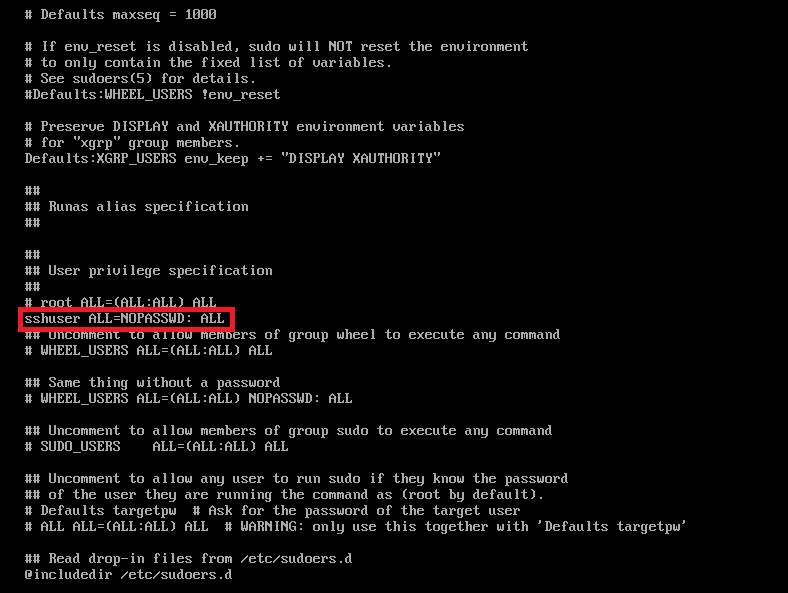 # Defaults maxseq = 1000
# If env_reset is disabled, sudo will NOT reset the environment
# to only contain the fixed list of variables.
# See sudoers(5) for details.
#Defaults:WHEEL_USERS !env_reset
# Preserve DISPLAY and XAUTHORITY environment variables
# for "xgrp" group members.
Defaults:XGRP_USERS env_keep += "DISPLAY XAUTHORITY"
##
## Runas alias specification
##
##
## User privilege specification
##
# root ALL=(ALL:ALL) ALL
sshuser ALL=NOPASSWD: ALL
## Uncomment to allow members of group wheel to execute any command
# WHEEL_USERS ALL=(ALL:ALL) ALL
## Same thing without a password
# WHEEL_USERS ALL=(ALL:ALL) NOPASSWD: ALL
## Uncomment to allow members of group sudo to execute any command
# SUDO_USERS    ALL=(ALL:ALL) ALL
## Uncomment to allow any user to run sudo if they know the password
## of the user they are running the command as (root by default).
# Defaults targetpw  # Ask for the password of the target user
# ALL ALL=(ALL:ALL) ALL  # WARNING: only use this together with 'Defaults targetpw'
## Read drop-in files from /etc/sudoers.d
@includedir /etc/sudoers.d